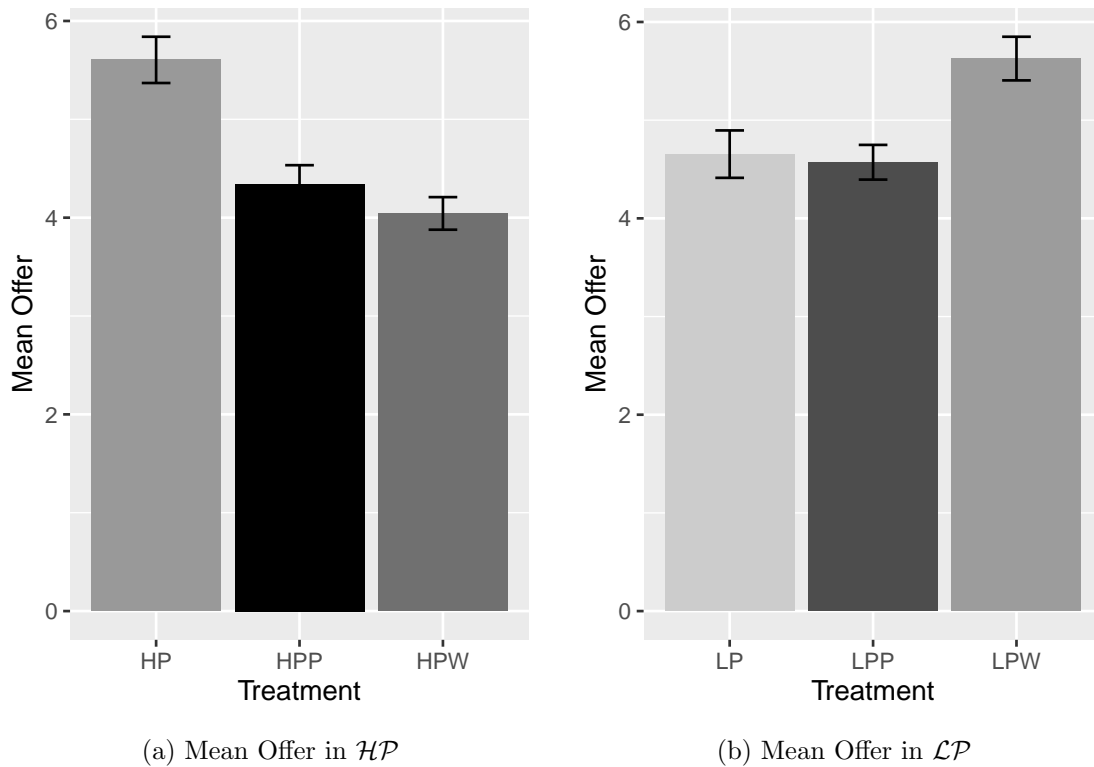 Mean Offer
6
4
2
0
HP HPP HPW
Treatment
(a) Mean Offer in 𝓗𝓟
Mean Offer
6
4
2
0
LP LPP LPW
Treatment
(b) Mean Offer in 𝓛𝓟